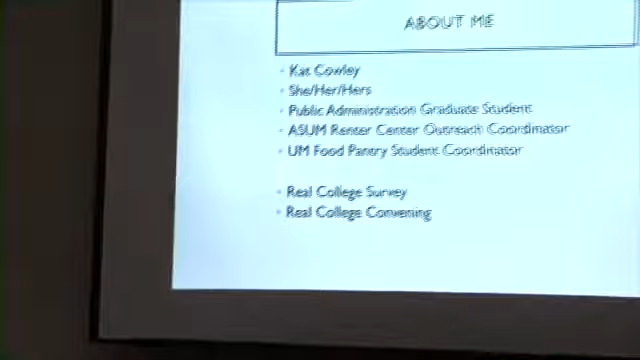 ABOUT ME
• Kat Cowley
• She/Her/Hers
• Public Administration Graduate Student
• ASUM Renter Center Outreach Coordinator
• UM Food Pantry Student Coordinator
• Real College Survey
• Real College Convening